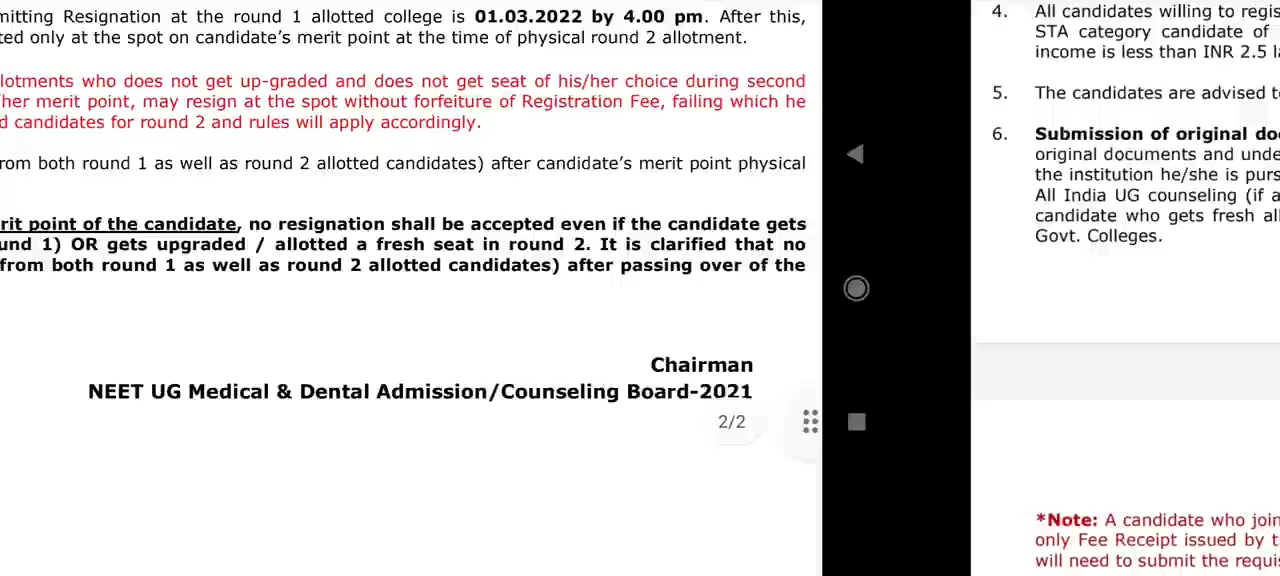 mitting Resignation at the round 1 allotted college is 01.03.2022 by 4.00 pm. After this,
ted only at the spot on candidate's merit point at the time of physical round 2 allotment.
llotments who does not get up-graded and does not get seat of his/her choice during second
her merit point, may resign at the spot without forfeiture of Registration Fee, failing which he
d candidates for round 2 and rules will apply accordingly.
rom both round 1 as well as round 2 allotted candidates) after candidate's merit point physical
rit point of the candidate, no resignation shall be accepted even if the candidate gets
und 1) OR gets upgraded / allotted a fresh seat in round 2. It is clarified that no
from both round 1 as well as round 2 allotted candidates) after passing over of the
Chairman
NEET UG Medical & Dental Admission/Counseling Board-2021
2/2
4. All candidates willing to regis
STA category candidate of
income is less than INR 2.5 l
5. The candidates are advised t
6. Submission of original do
original documents and unde
the institution he/she is purs
All India UG counseling (if a
candidate who gets fresh al
Govt. Colleges.
*Note: A candidate who join
only Fee Receipt issued by t
will need to submit the requis